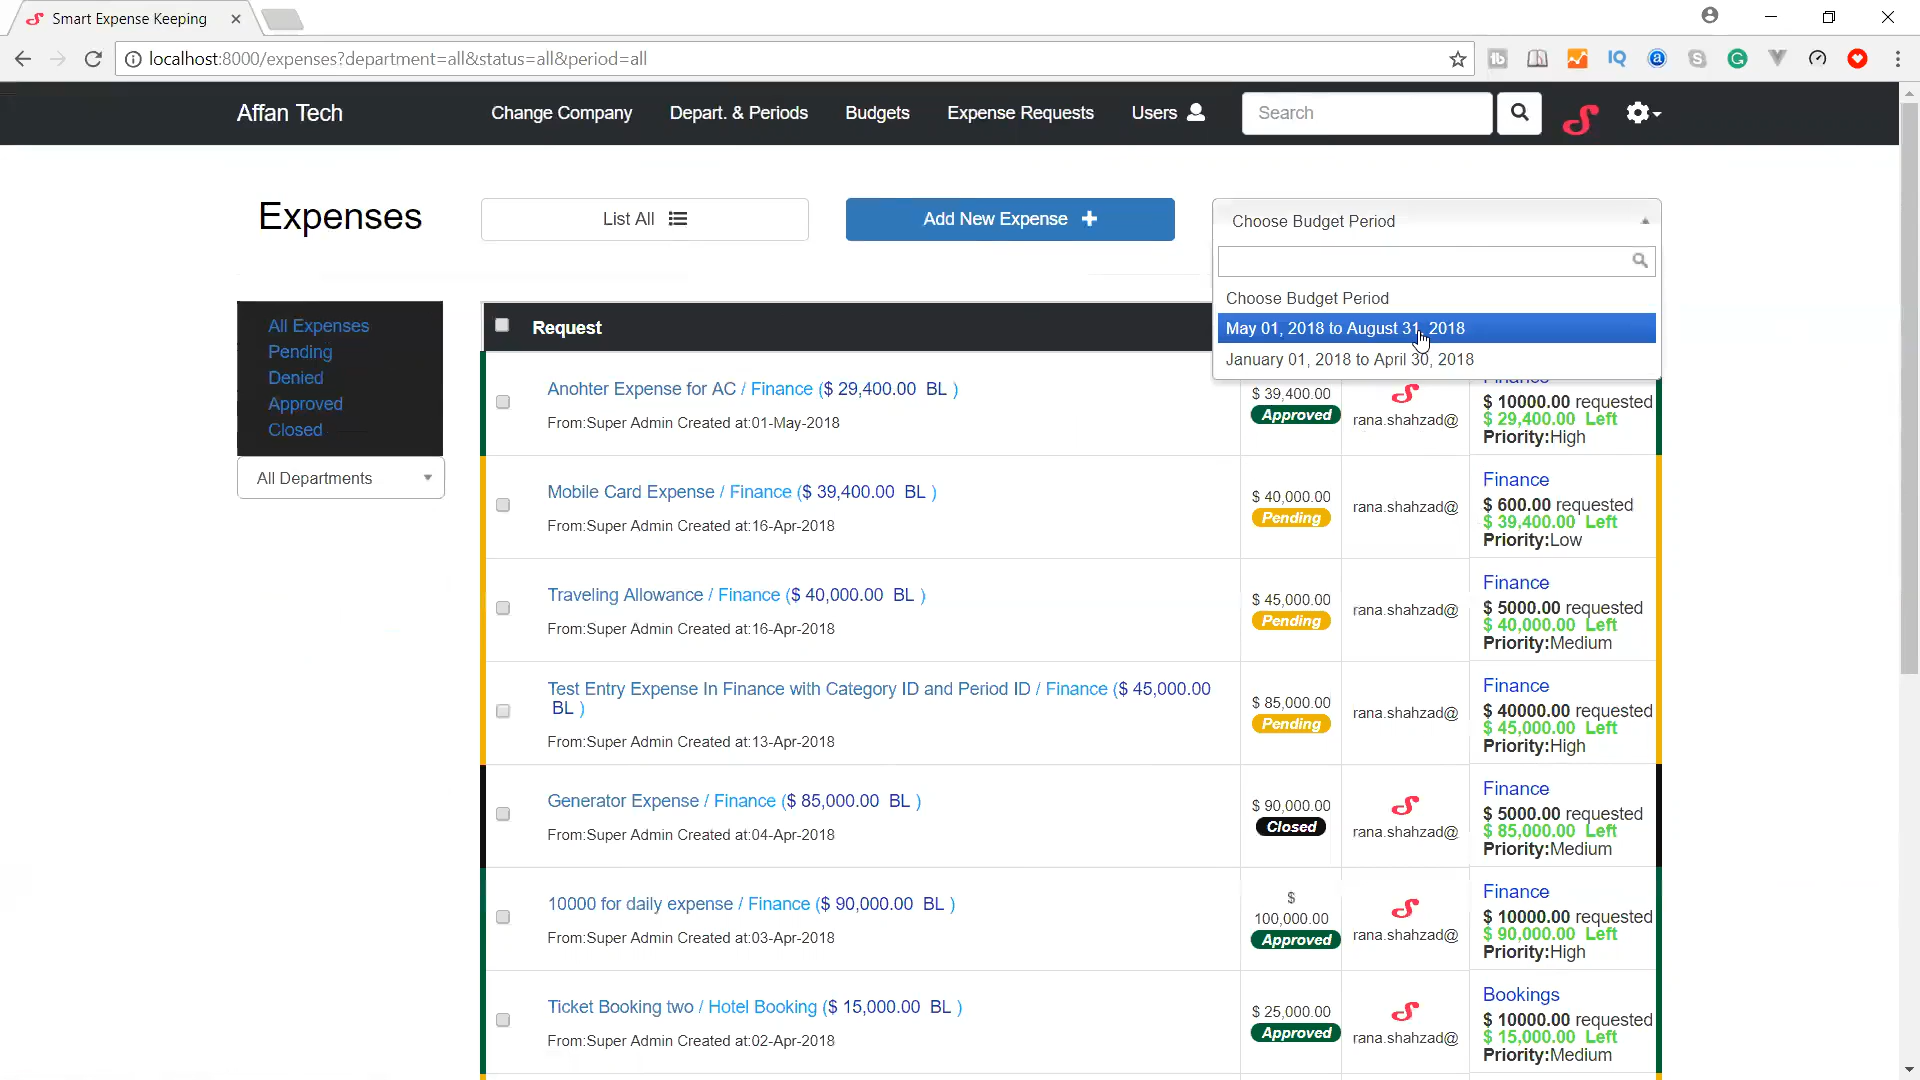 Smart Expense Keeping
localhost:8000/expenses?department=all&status=all&period=all
Affan Tech
Change Company
Depart. & Periods
Budgets
Expense Requests
Users
Search
Expenses
List All
Add New Expense
Choose Budget Period
Choose Budget Period
May 01, 2018 to August 31, 2018
January 01, 2018 to April 30, 2018
All Expenses
Pending
Denied
Approved
Closed
All Departments
Request
Anohter Expense for AC / Finance ($ 29,400.00 BL )
From:Super Admin Created at:01-May-2018
$ 39,400.00
Approved
rana.shahzad@
Finance
$ 10000.00 requested
$ 29,400.00 Left
Priority:High
Mobile Card Expense / Finance ($ 39,400.00 BL )
From:Super Admin Created at:16-Apr-2018
$ 40,000.00
Pending
rana.shahzad@
Finance
$ 600.00 requested
$ 39,400.00 Left
Priority:Low
Traveling Allowance / Finance ($ 40,000.00 BL )
From:Super Admin Created at:16-Apr-2018
$ 45,000.00
Pending
rana.shahzad@
Finance
$ 5000.00 requested
$ 40,000.00 Left
Priority:Medium
Test Entry Expense In Finance with Category ID and Period ID / Finance ($ 45,000.00
BL )
From:Super Admin Created at:13-Apr-2018
$ 85,000.00
Pending
rana.shahzad@
Finance
$ 40000.00 requested
$ 45,000.00 Left
Priority:High
Generator Expense / Finance ($ 85,000.00 BL )
From:Super Admin Created at:04-Apr-2018
$ 90,000.00
Closed
rana.shahzad@
Finance
$ 5000.00 requested
$ 85,000.00 Left
Priority:Medium
10000 for daily expense / Finance ($ 90,000.00 BL )
From:Super Admin Created at:03-Apr-2018
$
100,000.00
Approved
rana.shahzad@
Finance
$ 10000.00 requested
$ 90,000.00 Left
Priority:High
Ticket Booking two / Hotel Booking ($ 15,000.00 BL )
From:Super Admin Created at:02-Apr-2018
$ 25,000.00
Approved
rana.shahzad@
Bookings
$ 10000.00 requested
$ 15,000.00 Left
Priority:Medium